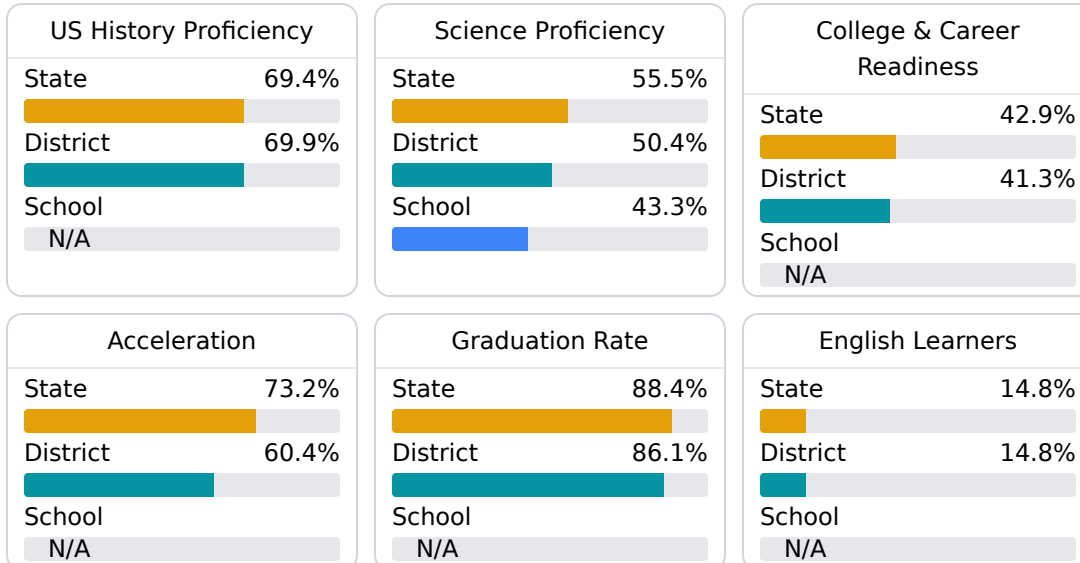 US History Proficiency
State 69.4%
District 69.9%
School
N/A
Science Proficiency
State 55.5%
District 50.4%
School 43.3%
College & Career
Readiness
State 42.9%
District 41.3%
School
N/A
Acceleration
State 73.2%
District 60.4%
School
N/A
Graduation Rate
State 88.4%
District 86.1%
School
N/A
English Learners
State 14.8%
District 14.8%
School
N/A